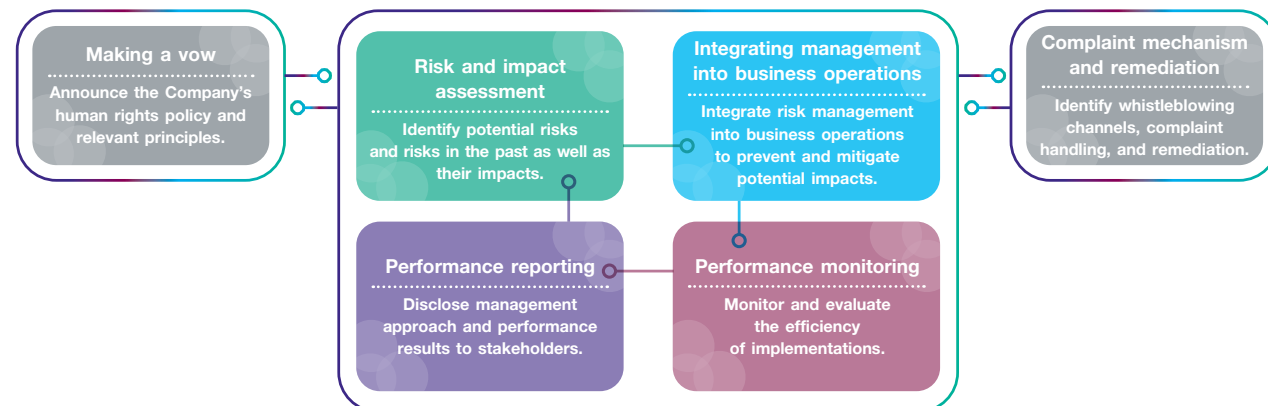 Making a vow
Announce the Company's
human rights policy and
relevant principles.
Risk and impact
assessment
Identify potential risks
and risks in the past as well as
their impacts.
Integrating management
into business operations
Integrate risk management
into business operations
to prevent and mitigate
potential impacts.
Performance reporting
Disclose management
approach and performance
results to stakeholders.
Performance monitoring
Monitor and evaluate
the efficiency
of implementations.
Complaint mechanism
and remediation
Identify whistleblowing
channels, complaint
handling, and remediation.